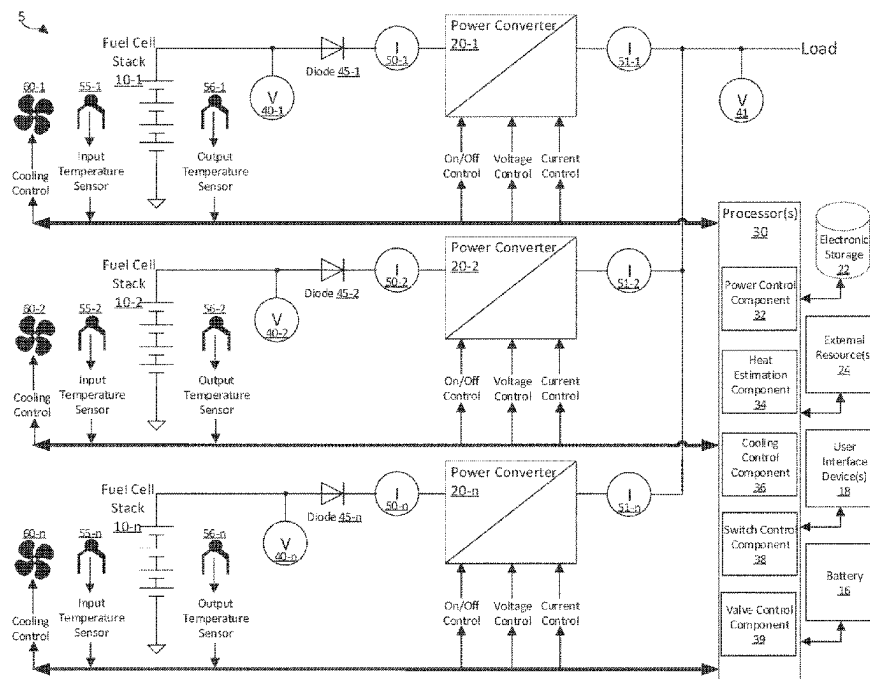 5
Fuel Cell
Stack
10-1
60-1
55-1
56-1
Diode 45-1
V
40-1
I
50-1
Power Converter
20-1
I
51-1
Load
V
41
Cooling
Control
Input
Temperature
Sensor
Output
Temperature
Sensor
On/Off
Control
Voltage
Control
Current
Control
Fuel Cell
Stack
10-2
60-2
55-2
56-2
Diode 45-2
V
40-2
I
50-2
Power Converter
20-2
I
51-2
Cooling
Control
Input
Temperature
Sensor
Output
Temperature
Sensor
On/Off
Control
Voltage
Control
Current
Control
Fuel Cell
Stack
10-n
60-n
55-n
56-n
Diode 45-n
V
40-n
I
50-n
Power Converter
20-n
I
51-n
Cooling
Control
Input
Temperature
Sensor
Output
Temperature
Sensor
On/Off
Control
Voltage
Control
Current
Control
Processor(s)
30
Power Control
Component
32
Heat
Estimation
Component
34
Cooling
Control
Component
36
Switch Control
Component
38
Valve Control
Component
39
Electronic
Storage
22
External
Resource(s)
24
User
Interface
Device(s)
18
Battery
16